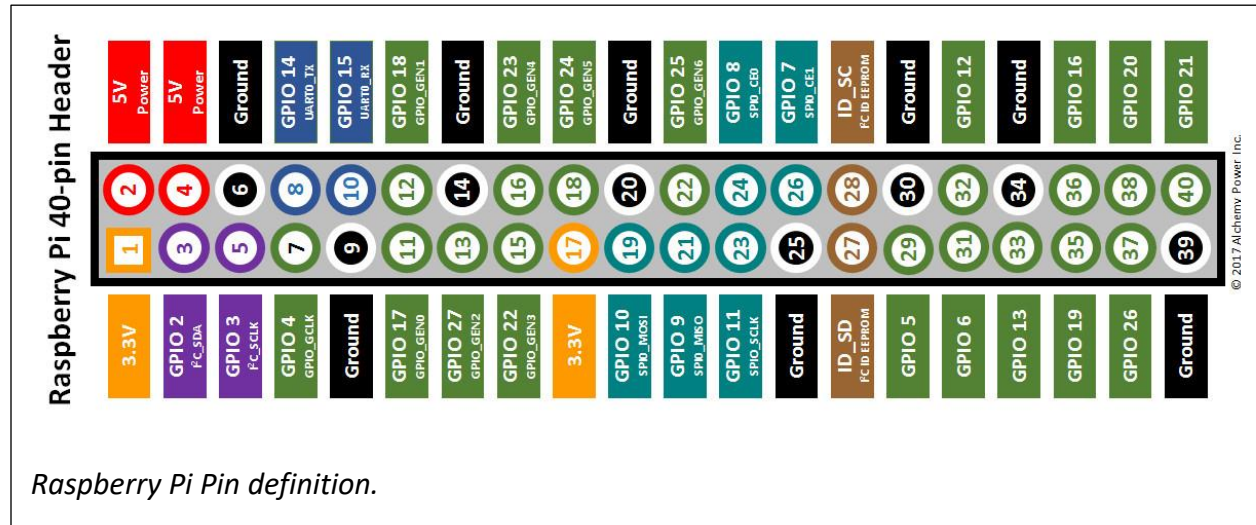 Raspberry Pi 40-pin Header
5V
Power
5V
Power
Ground
GPIO 14
UART0_TX
GPIO 15
UART0_RX
GPIO 18
GPIO_GEN1
Ground
GPIO 23
GPIO_GEN4
GPIO 24
GPIO_GEN5
Ground
GPIO 25
GPIO_GEN6
GPIO 8
SPI0_CE0
GPIO 7
SPI0_CE1
ID_SC
I²C ID EEPROM
Ground
GPIO 12
Ground
GPIO 16
GPIO 20
GPIO 21
2 4 6 8 10 12 14 16 18 20 22 24 26 28 30 32 34 36 38 40
1 3 5 7 9 11 13 15 17 19 21 23 25 27 29 31 33 35 37 39
3.3V
GPIO 2
I²C_SDA
GPIO 3
I²C_SCLK
GPIO 4
GPIO_GCLK
Ground
GPIO 17
GPIO_GEN0
GPIO 27
GPIO_GEN2
GPIO 22
GPIO_GEN3
3.3V
GPIO 10
SPI0_MOSI
GPIO 9
SPI0_MISO
GPIO 11
SPI0_SCLK
Ground
ID_SD
I²C ID EEPROM
GPIO 5
GPIO 6
GPIO 13
GPIO 19
GPIO 26
Ground
© 2017 Alchemy Power Inc.
Raspberry Pi Pin definition.